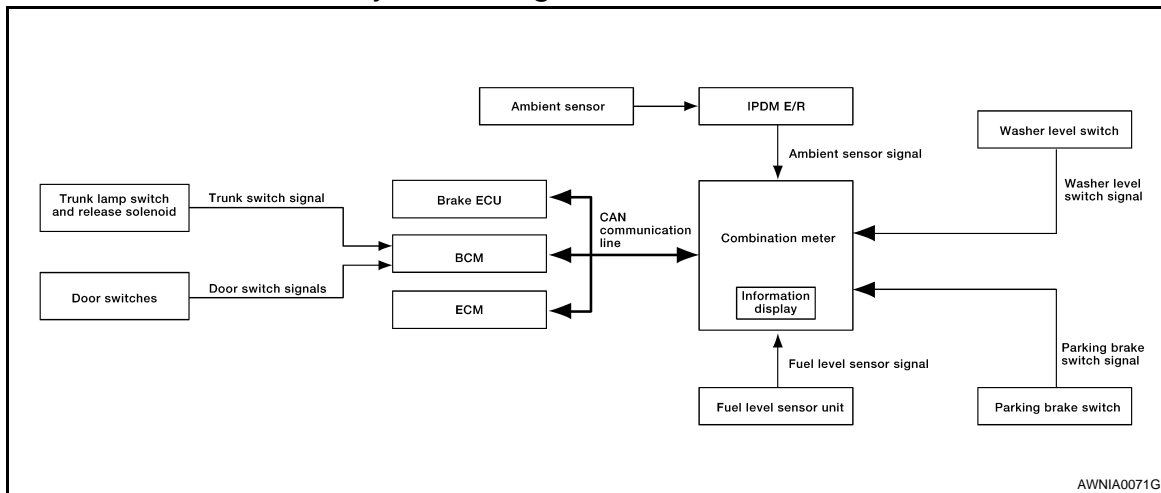 Ambient sensor
IPDM E/R
Washer level switch
Ambient sensor signal
Trunk lamp switch
and release solenoid
Trunk switch signal
Brake ECU
CAN
communication
line
Combination meter
Washer level
switch signal
BCM
Door switches
Door switch signals
ECM
Information
display
Parking brake
switch signal
Fuel level sensor signal
Fuel level sensor unit
Parking brake switch
AWNIA0071G